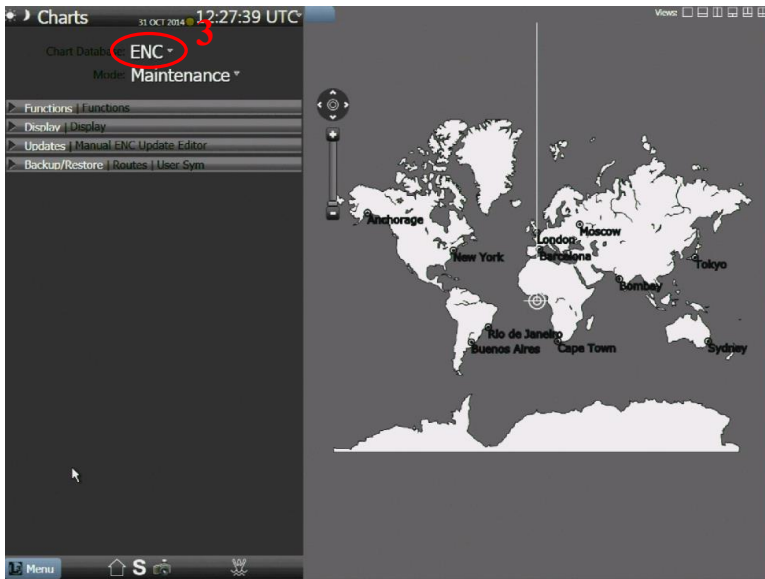 Charts
31 OCT 2014
12:27:39 UTC
3
Chart Database: ENC
Mode: Maintenance
Functions | Functions
Display | Display
Updates | Manual ENC Update Editor
Backup/Restore | Routes | User Sym
Menu
S
Views:
Anchorage
Moscow
London
New York
Barcelona
Tokyo
Bombay
Rio de Janeiro
Buenos Aires
Cape Town
Sydney